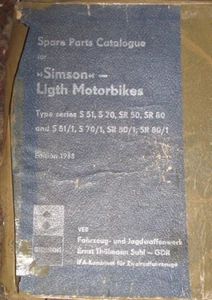 Spare Parts Catalogue
for
»Simson« —
Ligth Motorbikes
Type series S 51, S 70, SR 50, SR 80
and S 51/1, S 70/1, SR 50/1, SR 80/1
Edition 1988
SIMSON
VEB
Fahrzeug- und Jagdwaffenwerk
Ernst Thälmann Suhl — GDR
IFA-Kombinat für Zweiradfahrzeuge